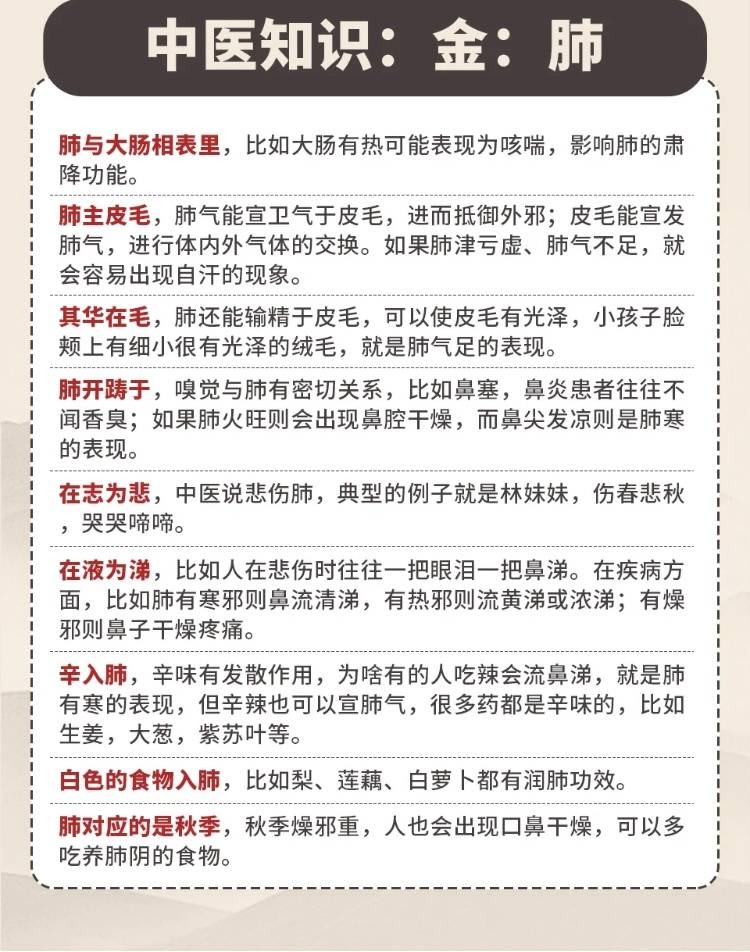 中医知识：金：肺
肺与大肠相表里，比如大肠有热可能表现为咳喘，影响肺的肃
降功能。
肺主皮毛，肺气能宣卫气于皮毛，进而抵御外邪；皮毛能宣发
肺气，进行体内外气体的交换。如果肺津亏虚、肺气不足，就
会容易出现自汗的现象。
其华在毛，肺还能输精于皮毛，可以使皮毛有光泽，小孩子脸
颊上有细小很有光泽的绒毛，就是肺气足的表现。
肺开踌于，嗅觉与肺有密切关系，比如鼻塞，鼻炎患者往往不
闻香臭；如果肺火旺则会出现鼻腔干燥，而鼻尖发凉则是肺寒
的表现。
在志为悲，中医说悲伤肺，典型的例子就是林妹妹，伤春悲秋
，哭哭啼啼。
在液为涕，比如人在悲伤时往往一把眼泪一把鼻涕。在疾病方
面，比如肺有寒邪则鼻流清涕，有热邪则流黄涕或浓涕；有燥
邪则鼻子干燥疼痛。
辛入肺，辛味有发散作用，为啥有的人吃辣会流鼻涕，就是肺
有寒的表现，但辛辣也可以宣肺气，很多药都是辛味的，比如
生姜，大葱，紫苏叶等。
白色的食物入肺，比如梨、莲藕、白萝卜都有润肺功效。
肺对应的是秋季，秋季燥邪重，人也会出现口鼻干燥，可以多
吃养肺阴的食物。